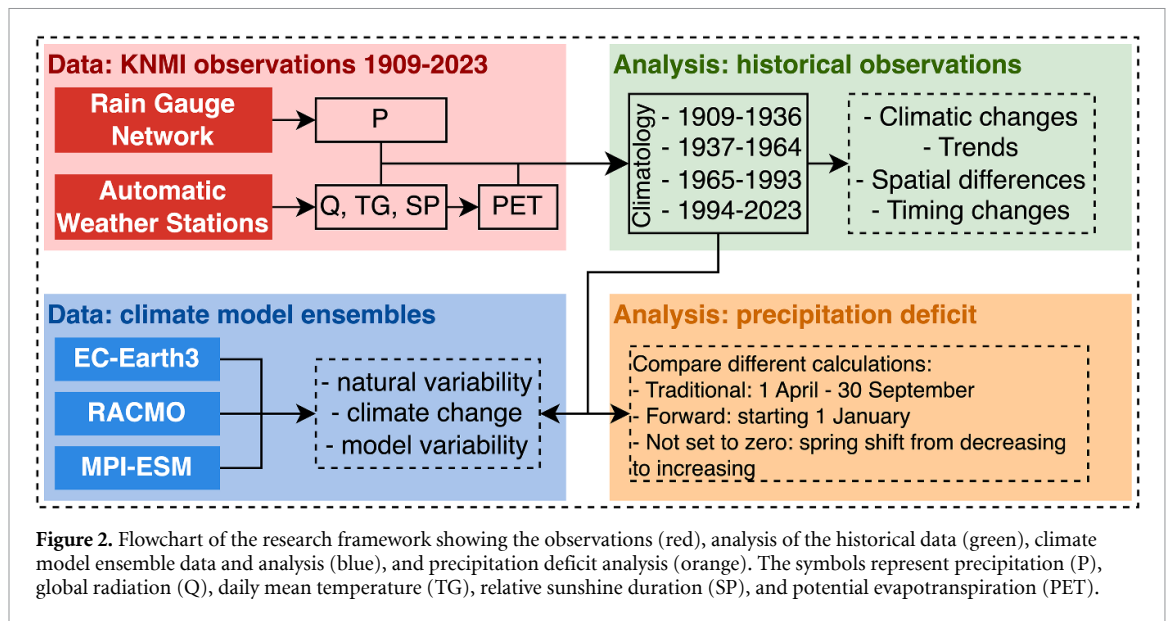 Data: KNMI observations 1909-2023
Rain Gauge
Network
P
Automatic
Weather Stations
Q, TG, SP
PET
Analysis: historical observations
Climatology
- 1909-1936
- 1937-1964
- 1965-1993
- 1994-2023
- Climatic changes
- Trends
- Spatial differences
- Timing changes
Data: climate model ensembles
EC-Earth3
RACMO
MPI-ESM
- natural variability
- climate change
- model variability
Analysis: precipitation deficit
Compare different calculations:
- Traditional: 1 April - 30 September
- Forward: starting 1 January
- Not set to zero: spring shift from decreasing
to increasing
Figure 2. Flowchart of the research framework showing the observations (red), analysis of the historical data (green), climate
model ensemble data and analysis (blue), and precipitation deficit analysis (orange). The symbols represent precipitation (P),
global radiation (Q), daily mean temperature (TG), relative sunshine duration (SP), and potential evapotranspiration (PET).